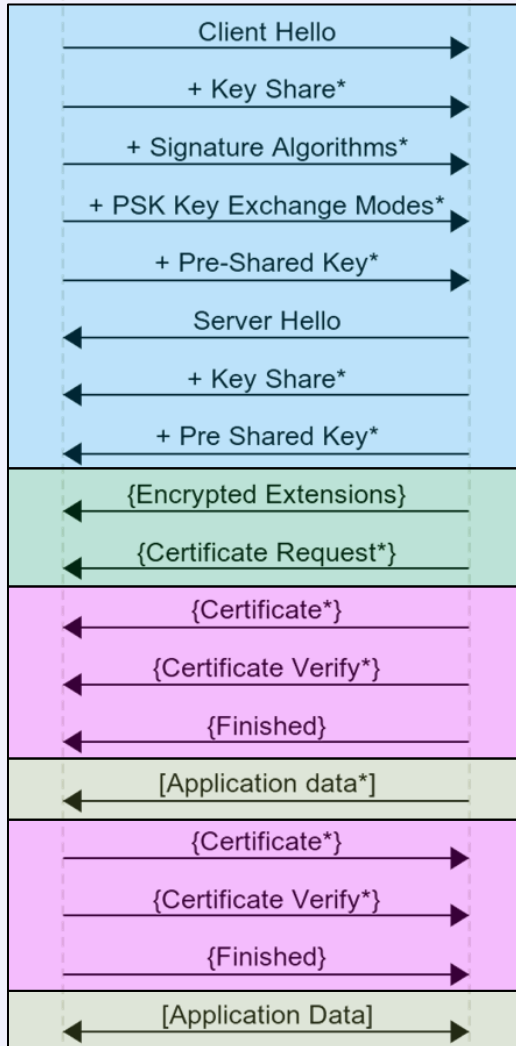 Client Hello
+ Key Share*
+ Signature Algorithms*
+ PSK Key Exchange Modes*
+ Pre-Shared Key*
Server Hello
+ Key Share*
+ Pre Shared Key*
{Encrypted Extensions}
{Certificate Request*}
{Certificate*}
{Certificate Verify*}
{Finished}
[Application data*]
{Certificate*}
{Certificate Verify*}
{Finished}
[Application Data]